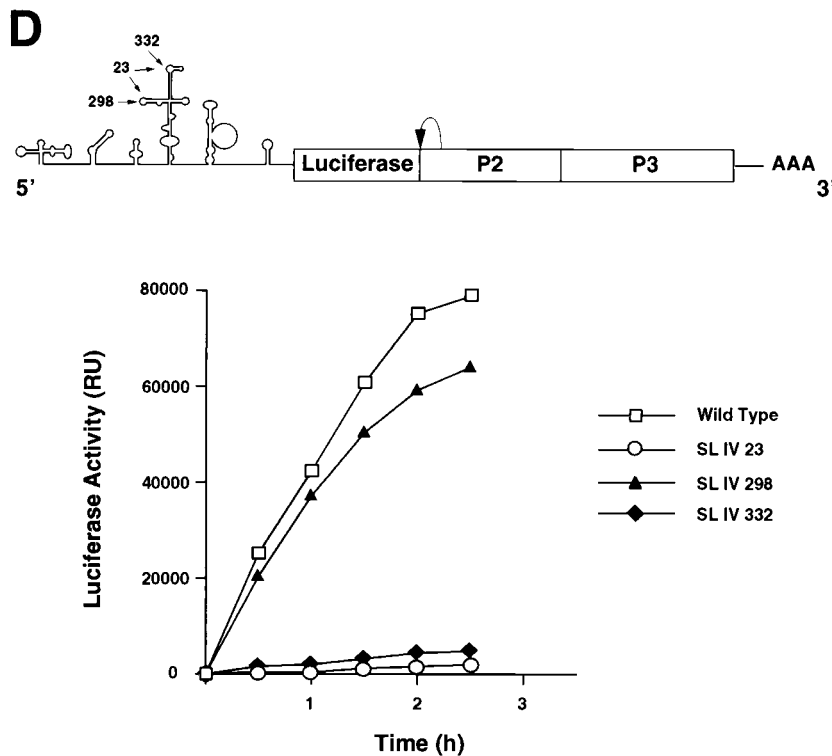 D
332
23
298
Luciferase P2 P3 AAA
5' 3'
80000
60000
40000
20000
0
Luciferase Activity (RU)
1 2 3
Time (h)
Wild Type
SL IV 23
SL IV 298
SL IV 332